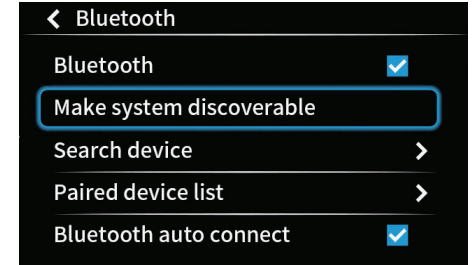 Bluetooth
Bluetooth
Make system discoverable
Search device
Paired device list
Bluetooth auto connect